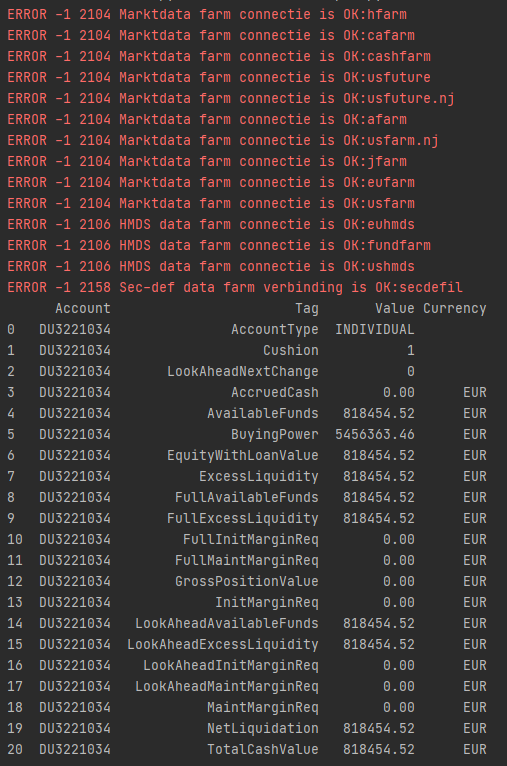 ERROR -1 2104 Marktdata farm connectie is OK:hfarm
ERROR -1 2104 Marktdata farm connectie is OK:cafarm
ERROR -1 2104 Marktdata farm connectie is OK:cashfarm
ERROR -1 2104 Marktdata farm connectie is OK:usfuture
ERROR -1 2104 Marktdata farm connectie is OK:usfuture.nj
ERROR -1 2104 Marktdata farm connectie is OK:afarm
ERROR -1 2104 Marktdata farm connectie is OK:usfarm.nj
ERROR -1 2104 Marktdata farm connectie is OK:jfarm
ERROR -1 2104 Marktdata farm connectie is OK:eufarm
ERROR -1 2104 Marktdata farm connectie is OK:usfarm
ERROR -1 2106 HMDS data farm connectie is OK:euhmds
ERROR -1 2106 HMDS data farm connectie is OK:fundfarm
ERROR -1 2106 HMDS data farm connectie is OK:ushmds
ERROR -1 2158 Sec-def data farm verbinding is OK:secdefil
Account Tag Value Currency
0 DU3221034 AccountType INDIVIDUAL
1 DU3221034 Cushion 1
2 DU3221034 LookAheadNextChange 0
3 DU3221034 AccruedCash 0.00 EUR
4 DU3221034 AvailableFunds 818454.52 EUR
5 DU3221034 BuyingPower 5456363.46 EUR
6 DU3221034 EquityWithLoanValue 818454.52 EUR
7 DU3221034 ExcessLiquidity 818454.52 EUR
8 DU3221034 FullAvailableFunds 818454.52 EUR
9 DU3221034 FullExcessLiquidity 818454.52 EUR
10 DU3221034 FullInitMarginReq 0.00 EUR
11 DU3221034 FullMaintMarginReq 0.00 EUR
12 DU3221034 GrossPositionValue 0.00 EUR
13 DU3221034 InitMarginReq 0.00 EUR
14 DU3221034 LookAheadAvailableFunds 818454.52 EUR
15 DU3221034 LookAheadExcessLiquidity 818454.52 EUR
16 DU3221034 LookAheadInitMarginReq 0.00 EUR
17 DU3221034 LookAheadMaintMarginReq 0.00 EUR
18 DU3221034 MaintMarginReq 0.00 EUR
19 DU3221034 NetLiquidation 818454.52 EUR
20 DU3221034 TotalCashValue 818454.52 EUR